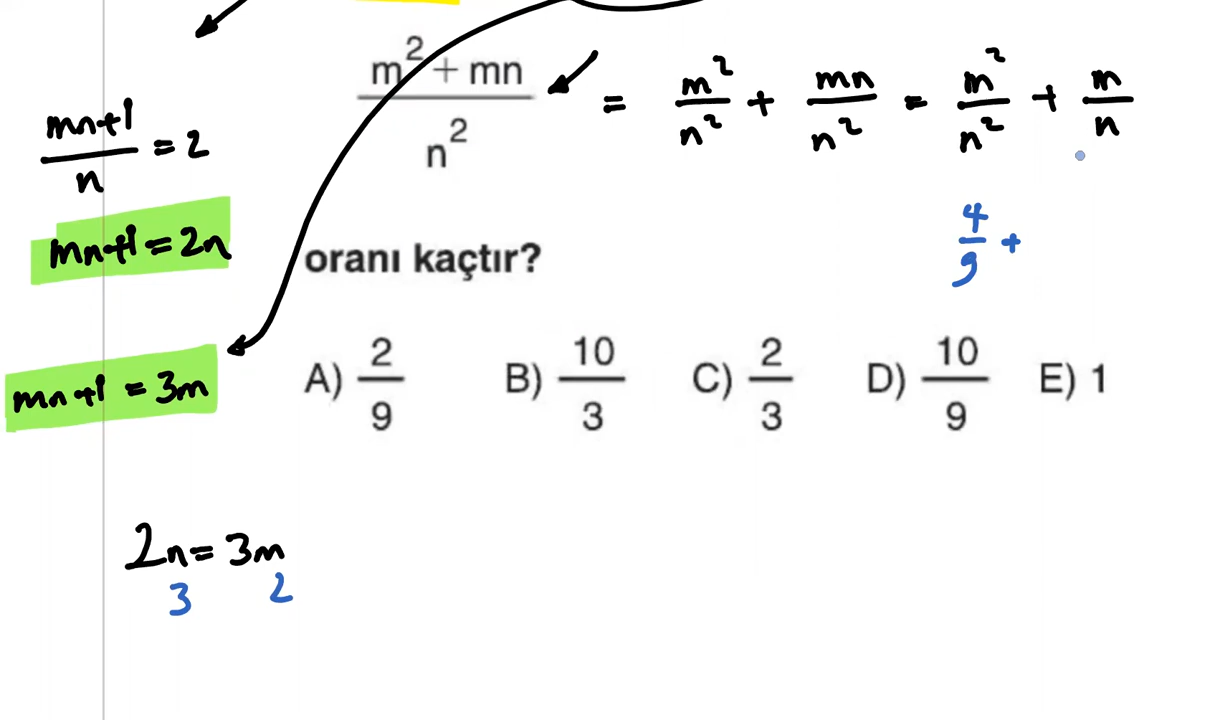 m² + mn / n² = m²/n² + mn/n² = m²/n² + m/n
mn+1 / n = 2
mn+1 = 2n
4/9 +
oranı kaçtır?
mn+1 = 3m
A) 2/9 B) 10/3 C) 2/3 D) 10/9 E) 1
2n = 3m
3 2